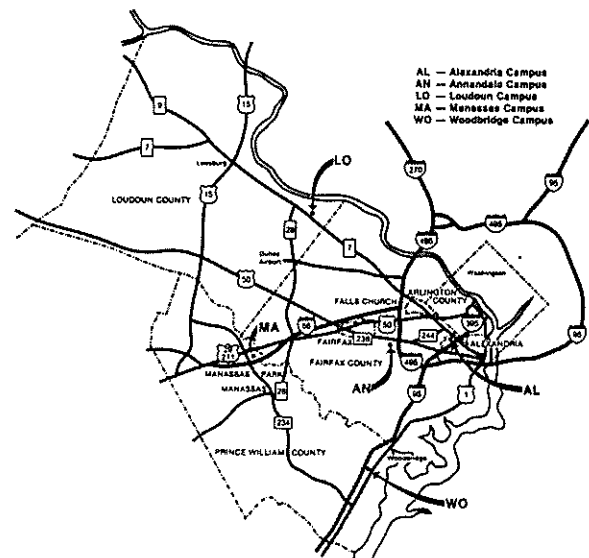 AL — Alexandria Campus
AN — Annandale Campus
LO — Loudoun Campus
MA — Manassas Campus
WO — Woodbridge Campus
9
15
7
270
95
Leesburg
LO
495
LOUDOUN COUNTY
15
28
7
495
Dulles
Airport
Washington
50
ARLINGTON
COUNTY
FALLS CHURCH
MA
66
50
395
95
FAIRFAX
236
244
ALEXANDRIA
211
FAIRFAX COUNTY
495
MANASSAS PARK
MANASSAS
28
AN
AL
95
1
234
PRINCE WILLIAM COUNTY
Woodbridge
WO